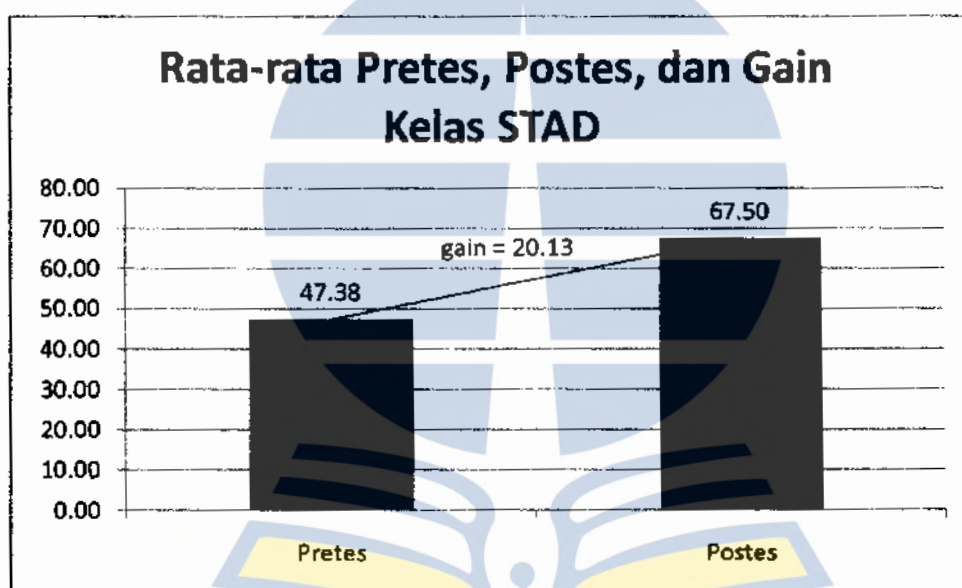 Rata-rata Pretes, Postes, dan Gain
Kelas STAD
80.00
70.00
60.00
50.00
40.00
30.00
20.00
10.00
0.00
47.38
gain = 20.13
67.50
Pretes
Postes